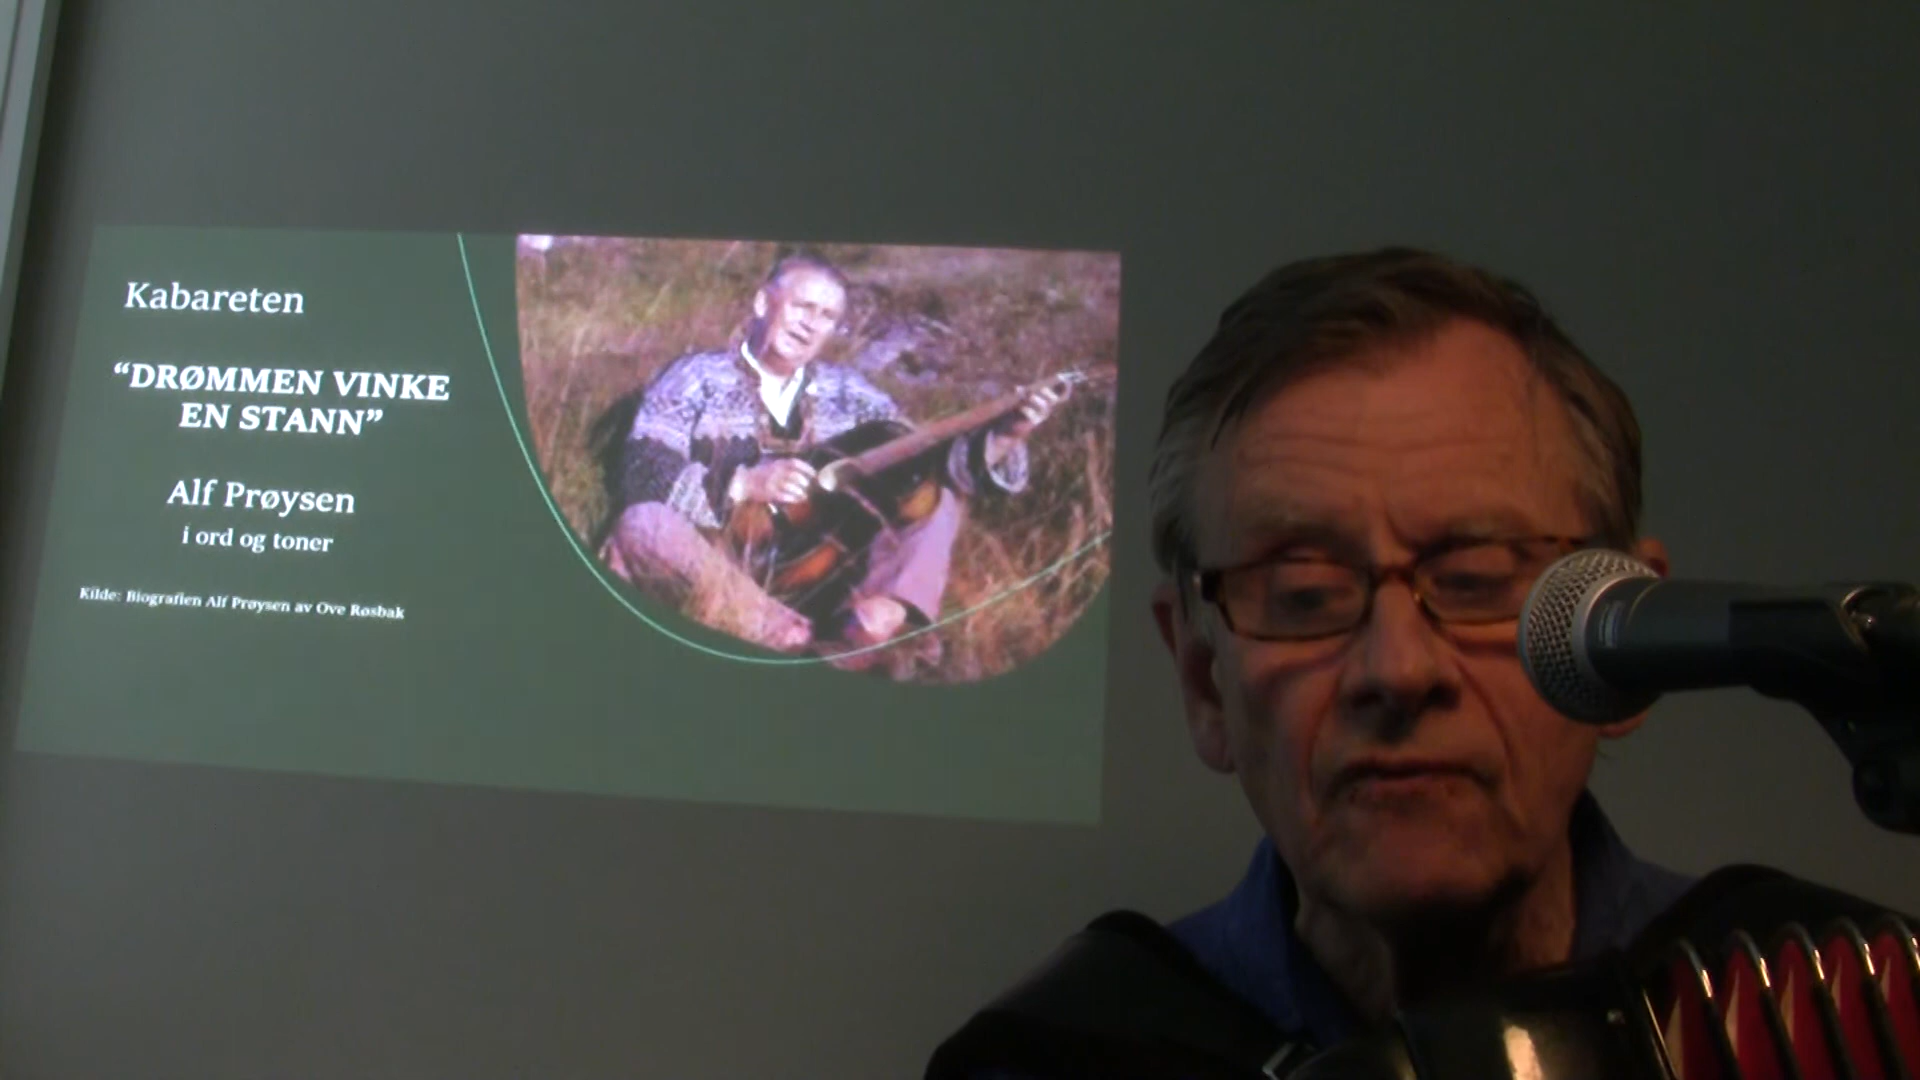 Kabareten
“DRØMMEN VINKE
EN STANN”
Alf Prøysen
i ord og toner
Kilde: Biografien Alf Prøysen av Ove Røsbak